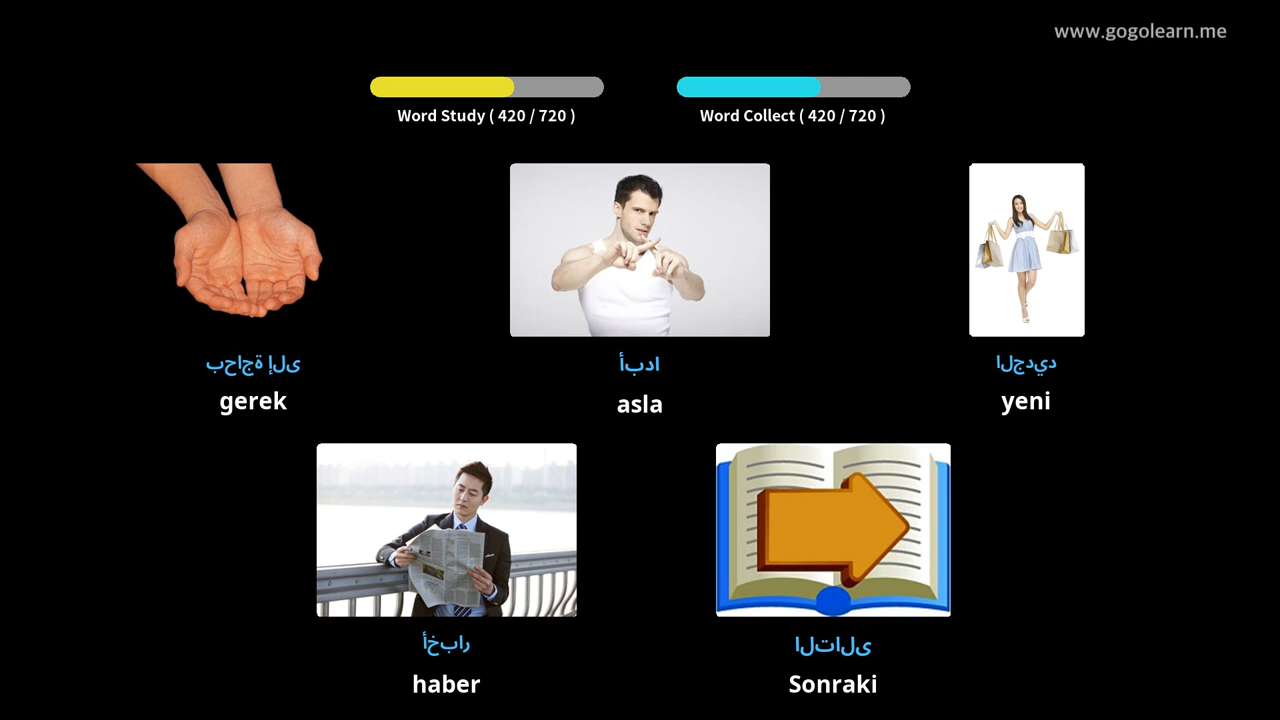 www.gogolearn.me
Word Study ( 420 / 720 )
Word Collect ( 420 / 720 )
بحاجة إلى
gerek
أبدا
asla
الجديد
yeni
أخبار
haber
التالى
Sonraki